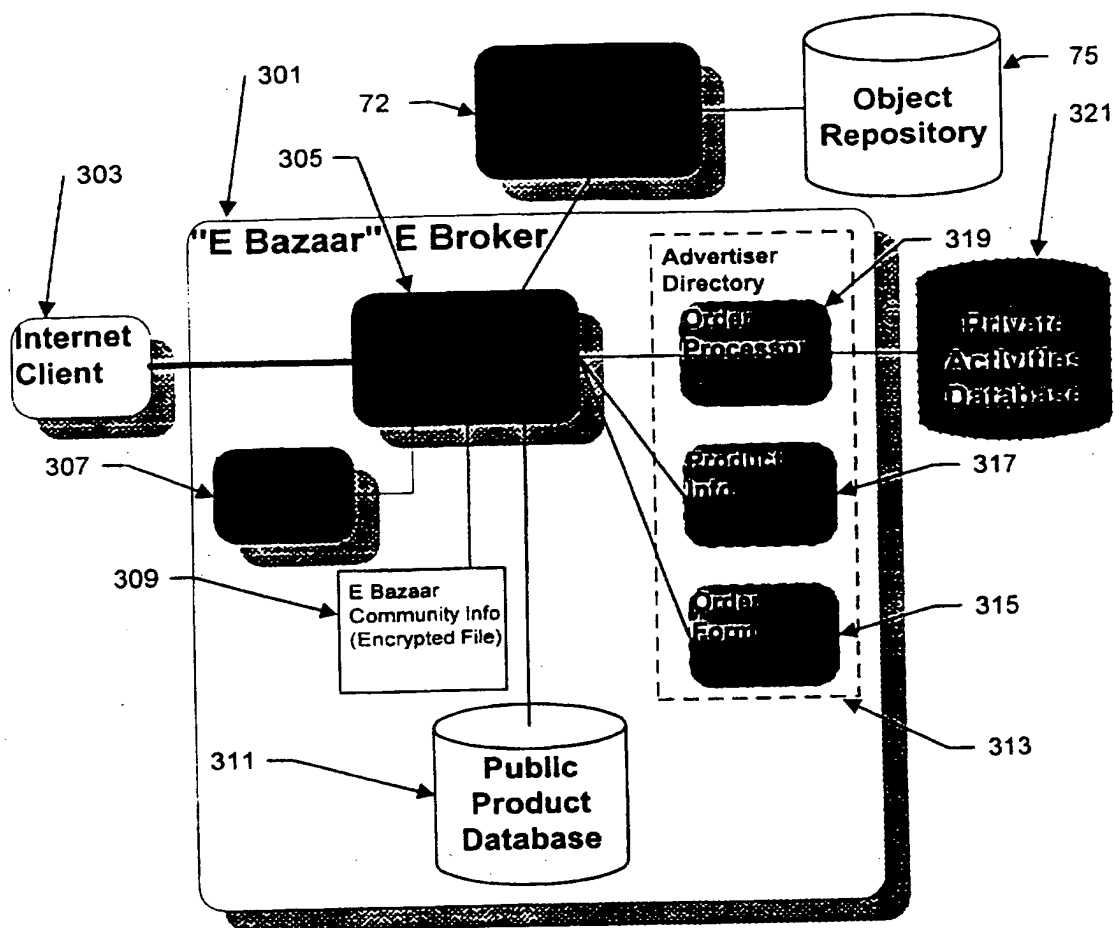 301
75
72
Object
Repository
321
305
303
"E Bazaar" E Broker
319
Advertiser
Directory
Order
Processor
Private
Activities
Database
Internet
Client
307
Product
Info
317
309
E Bazaar
Community Info
(Encrypted File)
Order
Form
315
313
311
Public
Product
Database